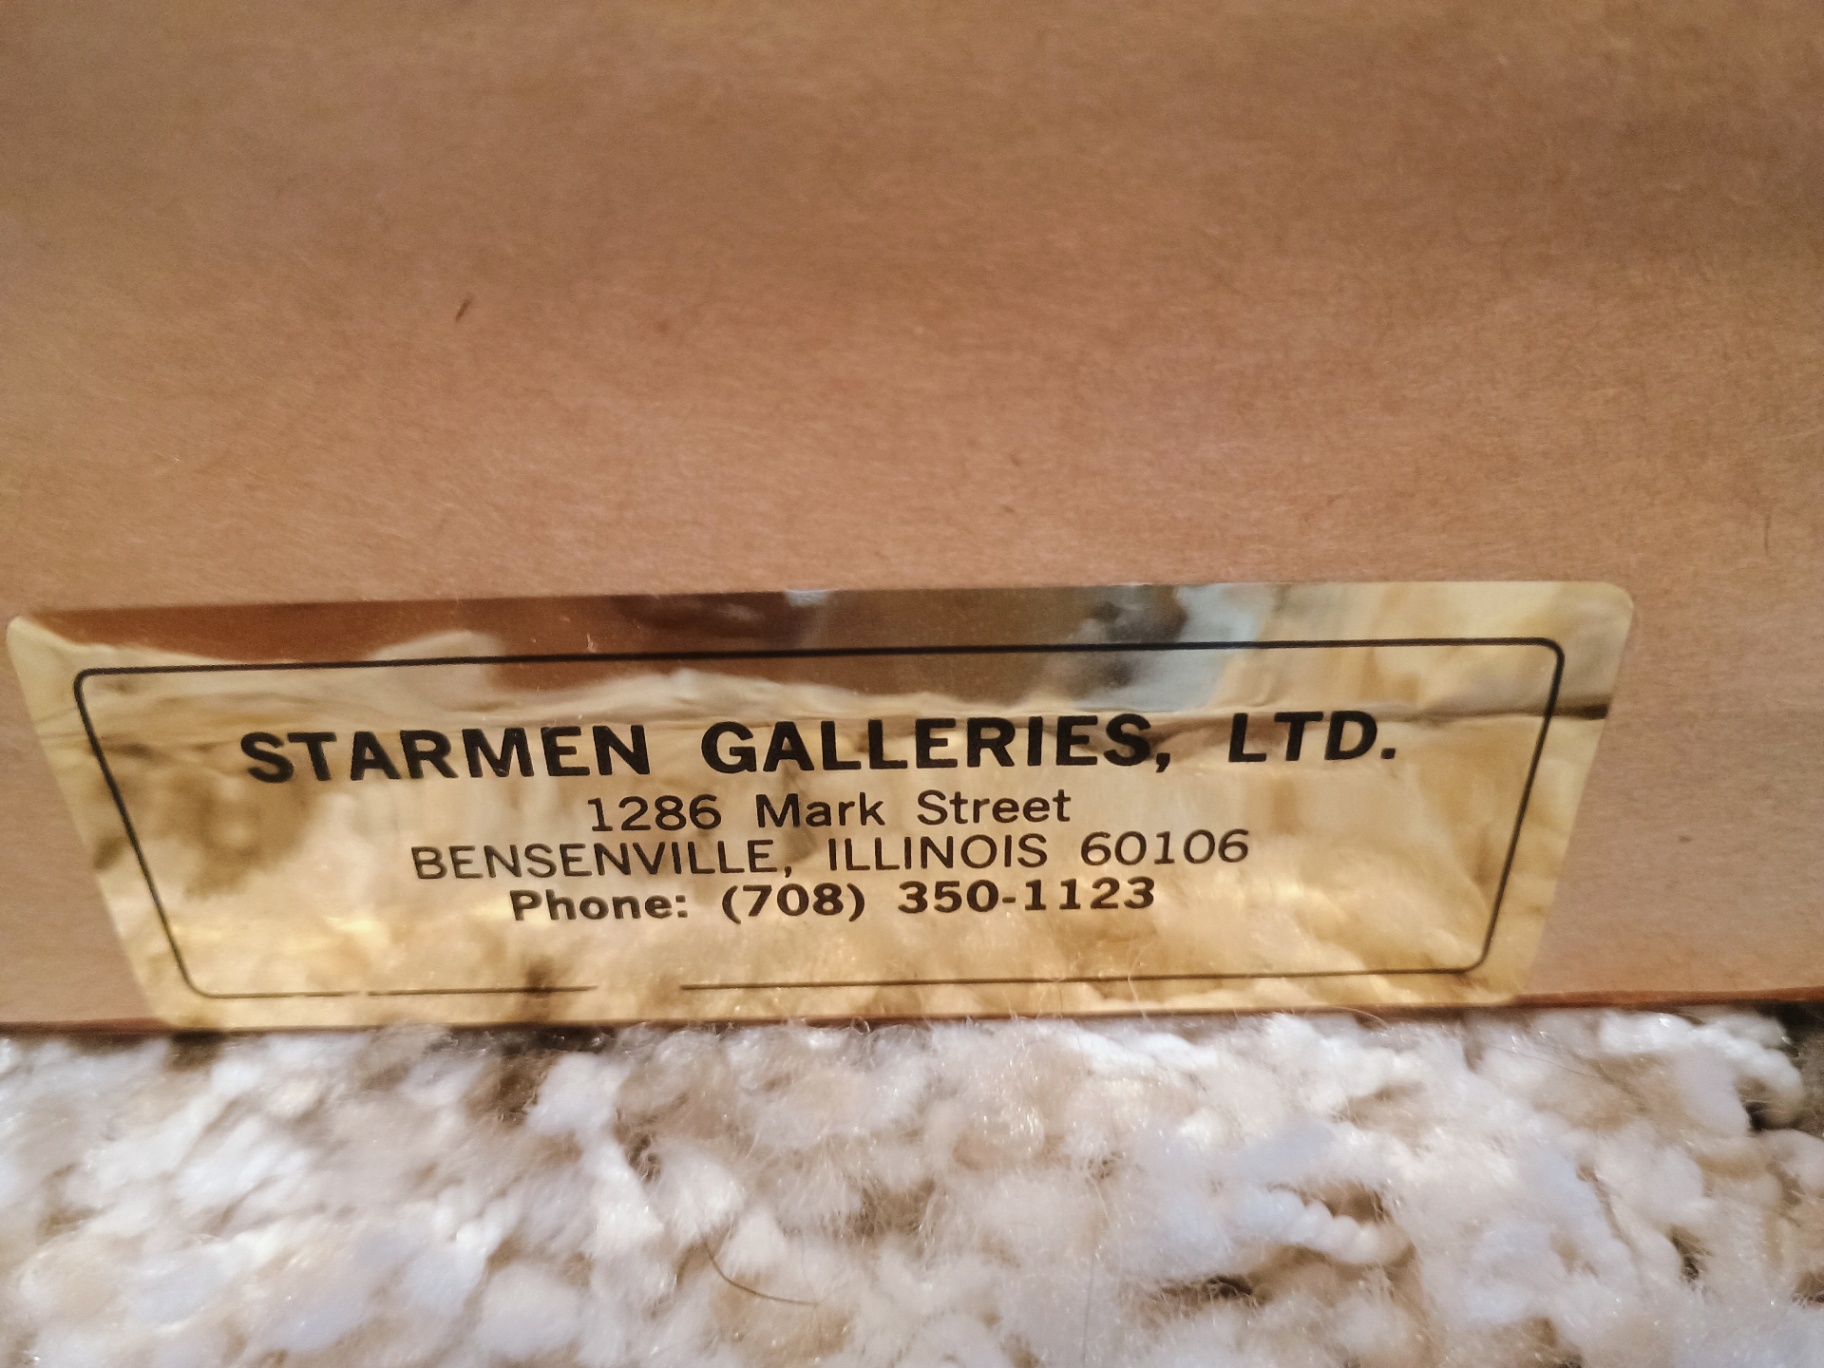 STARMEN GALLERIES, LTD.
1286 Mark Street
BENSENVILLE, ILLINOIS 60106
Phone: (708) 350-1123